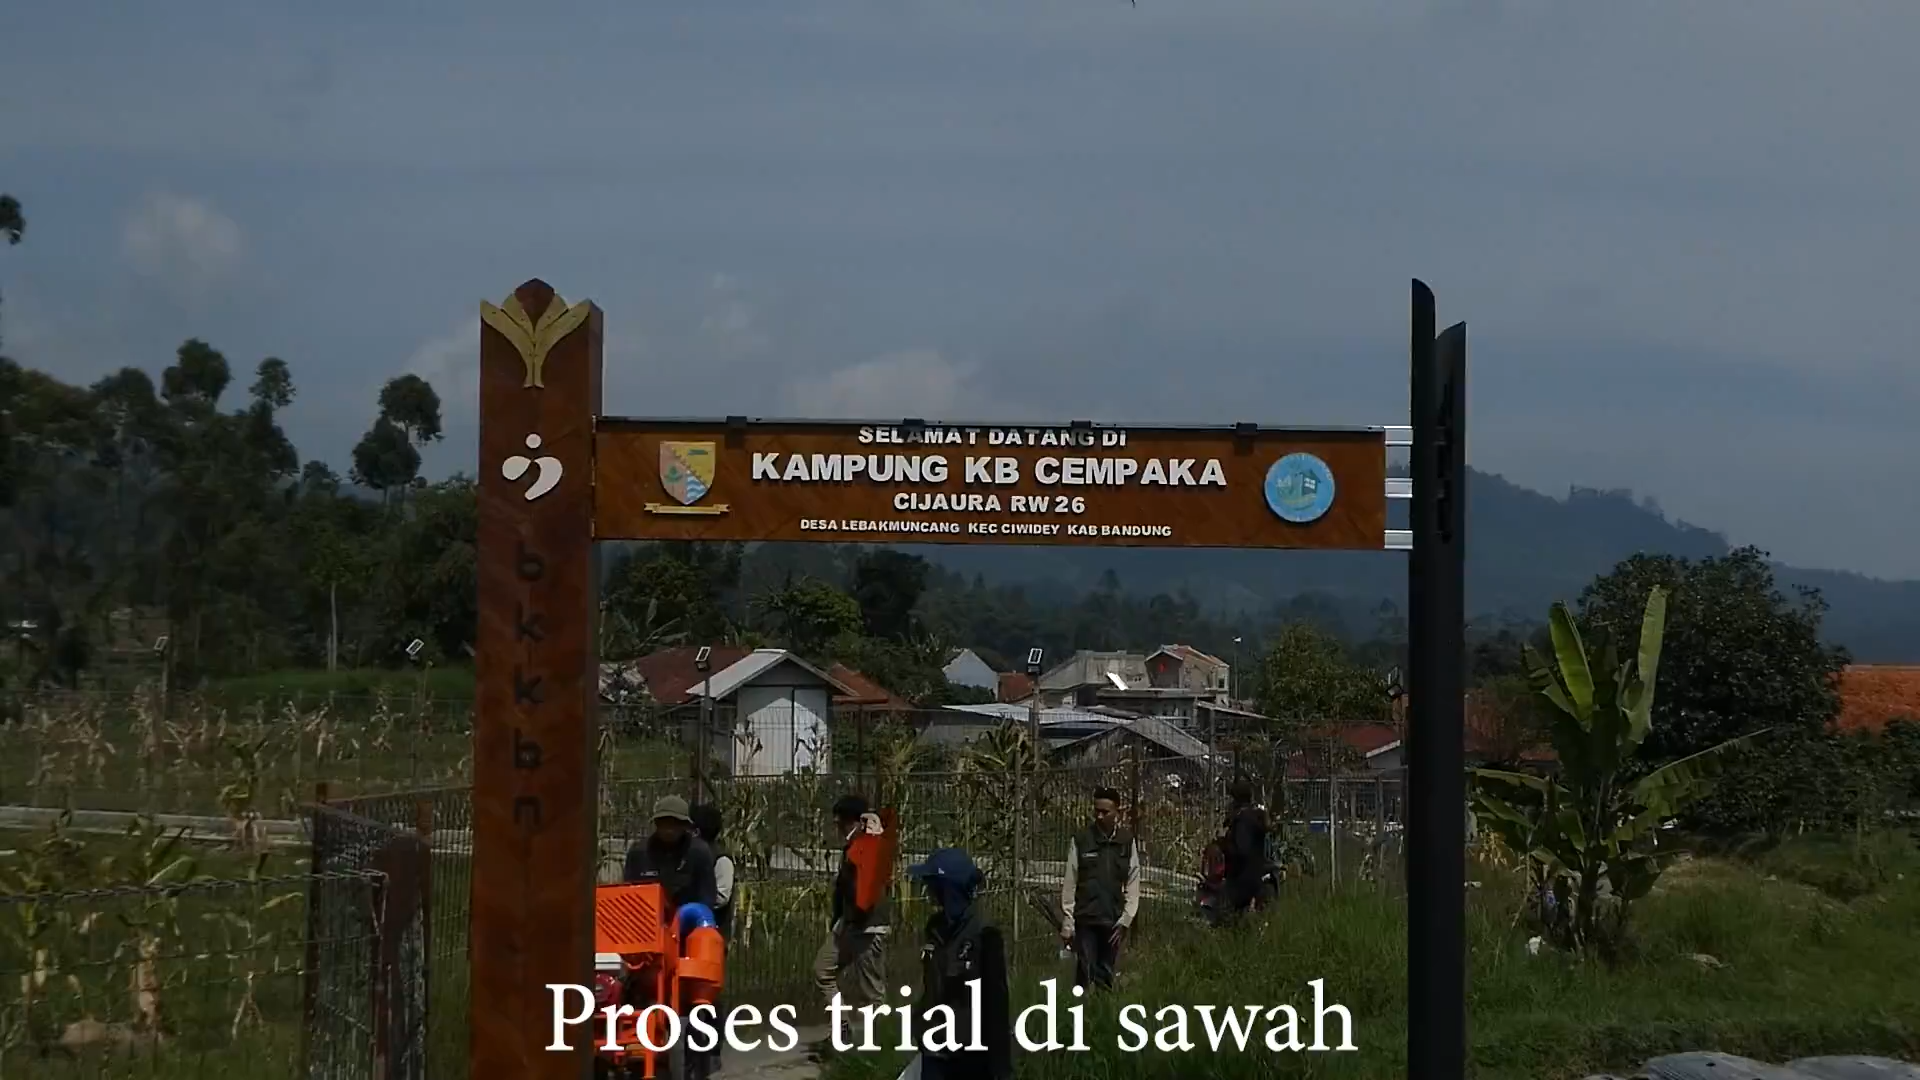 SELAMAT DATANG DI
KAMPUNG KB CEMPAKA
CIJAURA RW 26
DESA LEBAKMUNCANG KEC CIWIDEY KAB BANDUNG
bkkbn
Proses trial di sawah